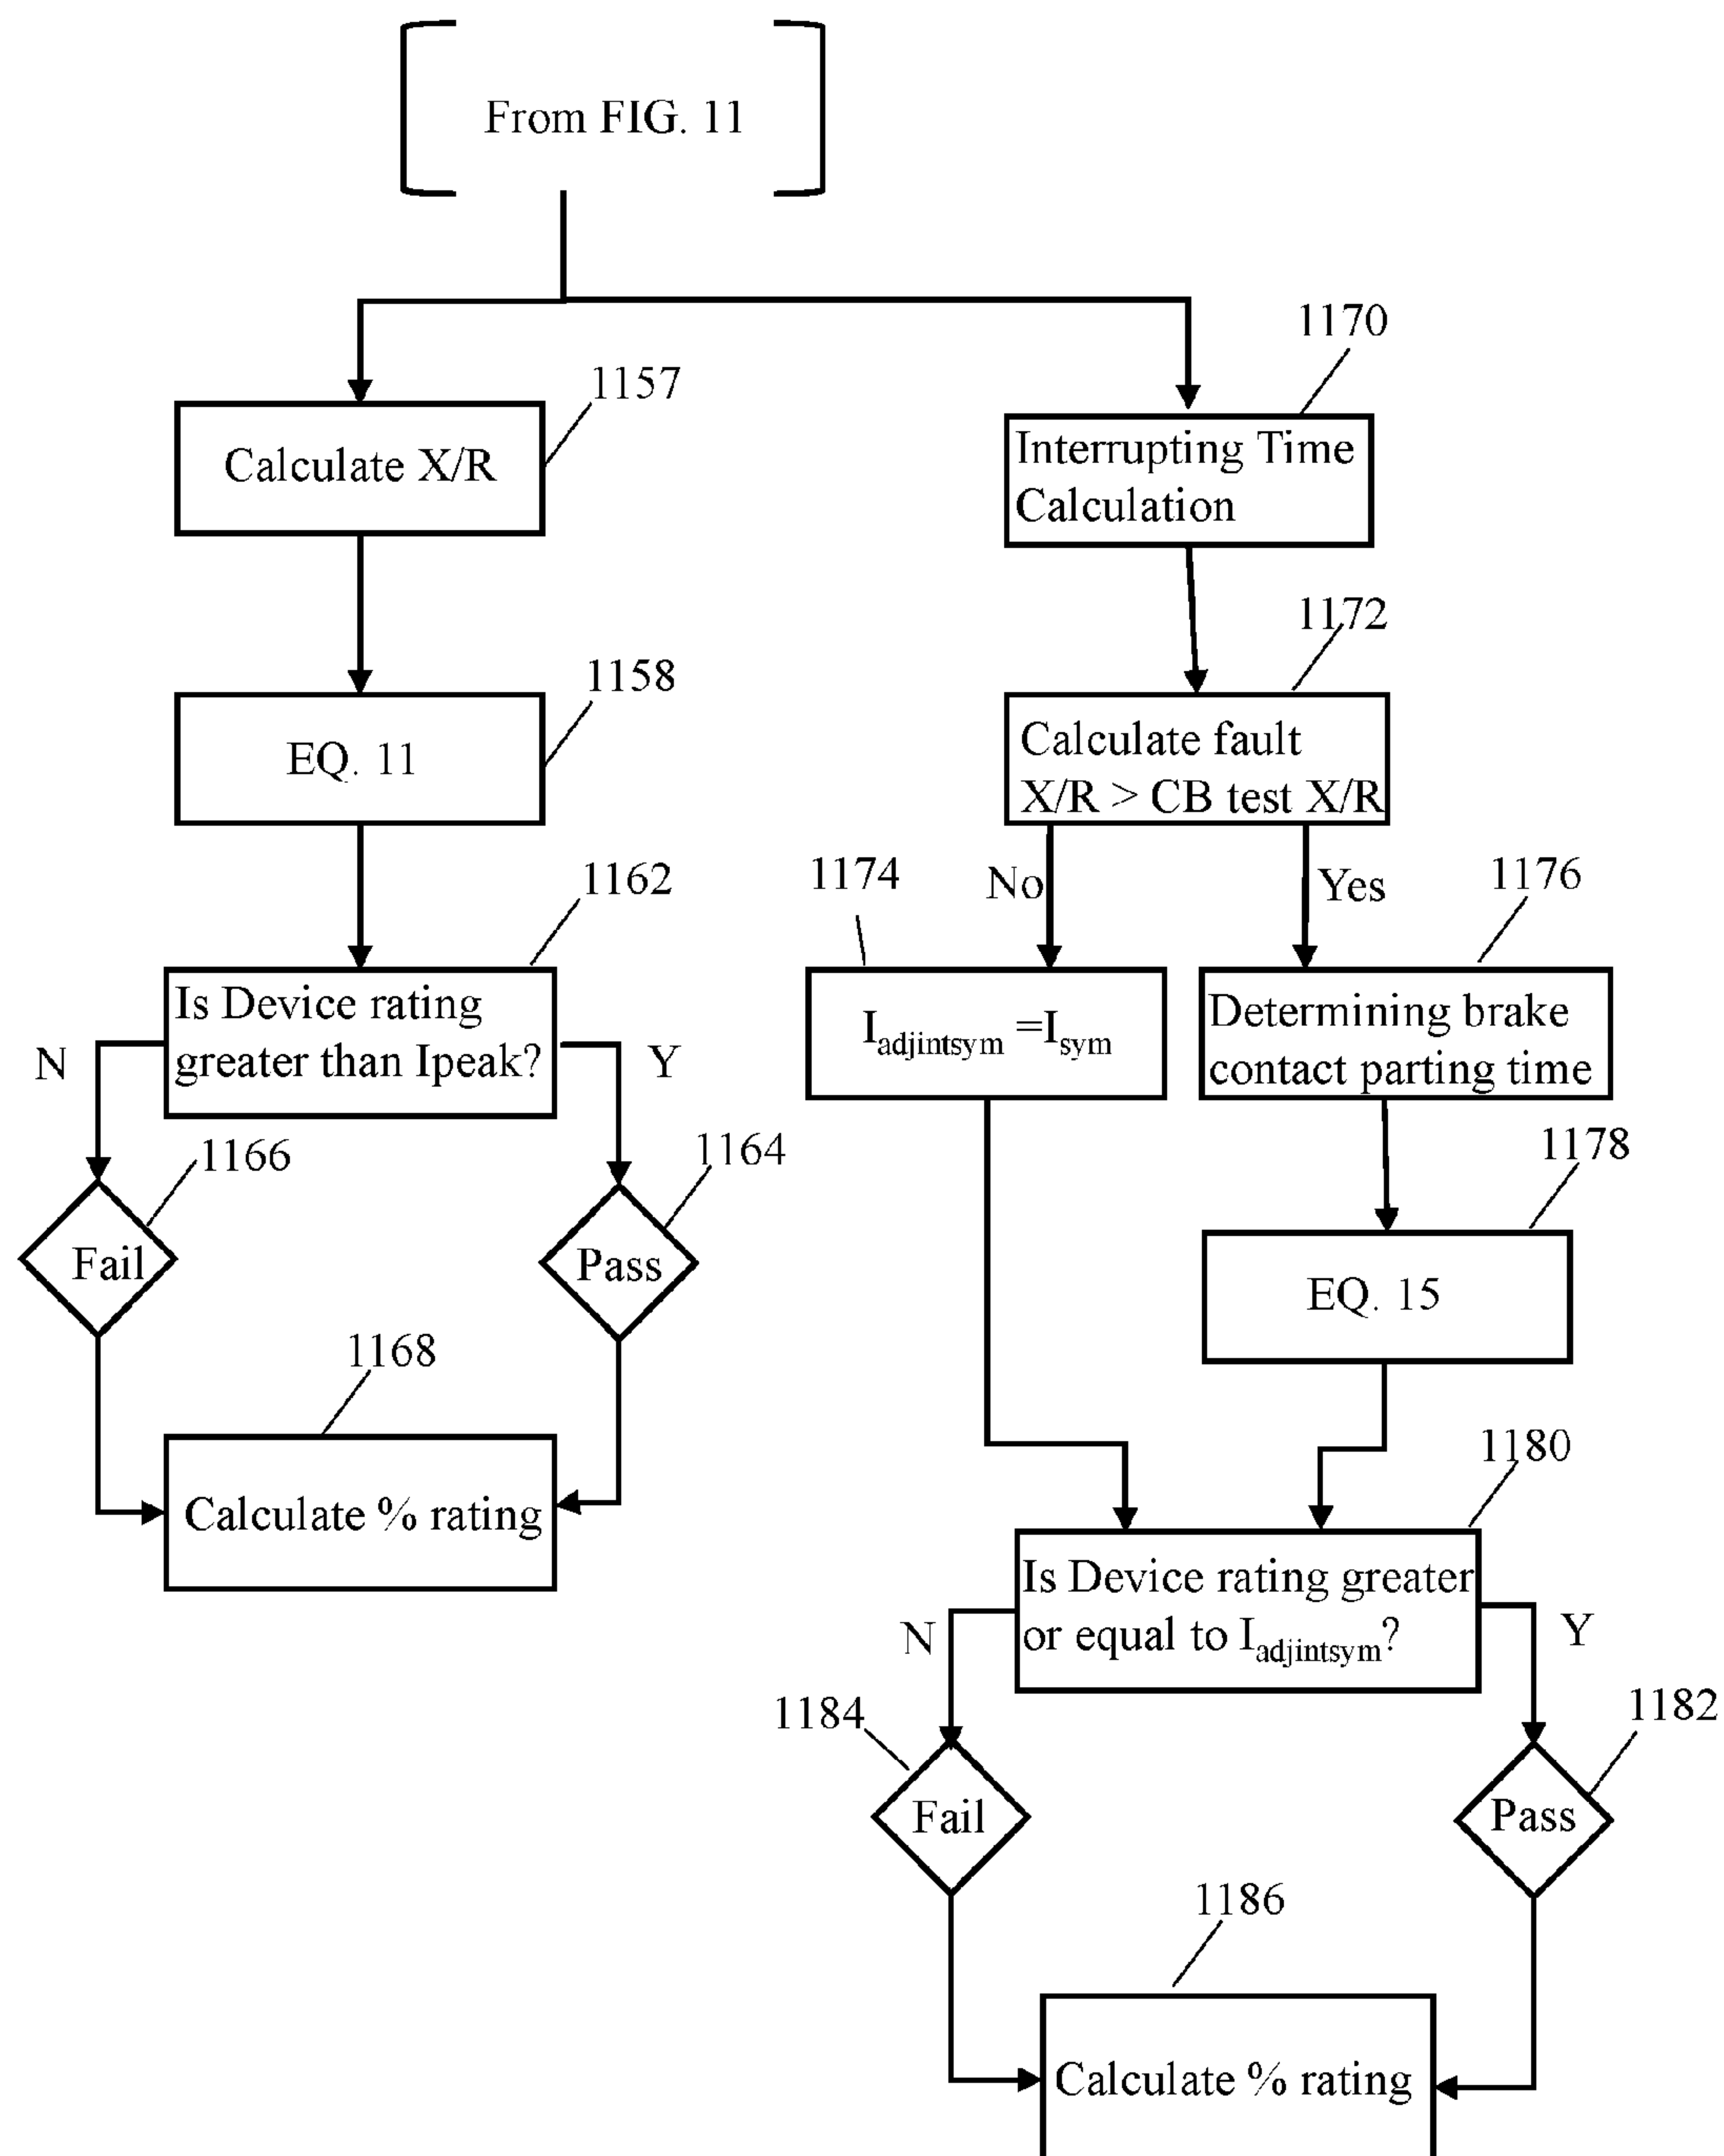 From FIG. 11
1170
1157
Calculate X/R
Interrupting Time
Calculation
1172
1158
EQ. 11
Calculate fault
X/R > CB test X/R
No
Yes
1162
1174
1176
Is Device rating
greater than Ipeak?
N
Y
I_adjintsym =I_sym
Determining brake
contact parting time
1166
1164
1178
Fail
Pass
EQ. 15
1168
Calculate % rating
1180
Is Device rating greater
or equal to I_adjintsym?
N
Y
1184
1182
Fail
Pass
1186
Calculate % rating